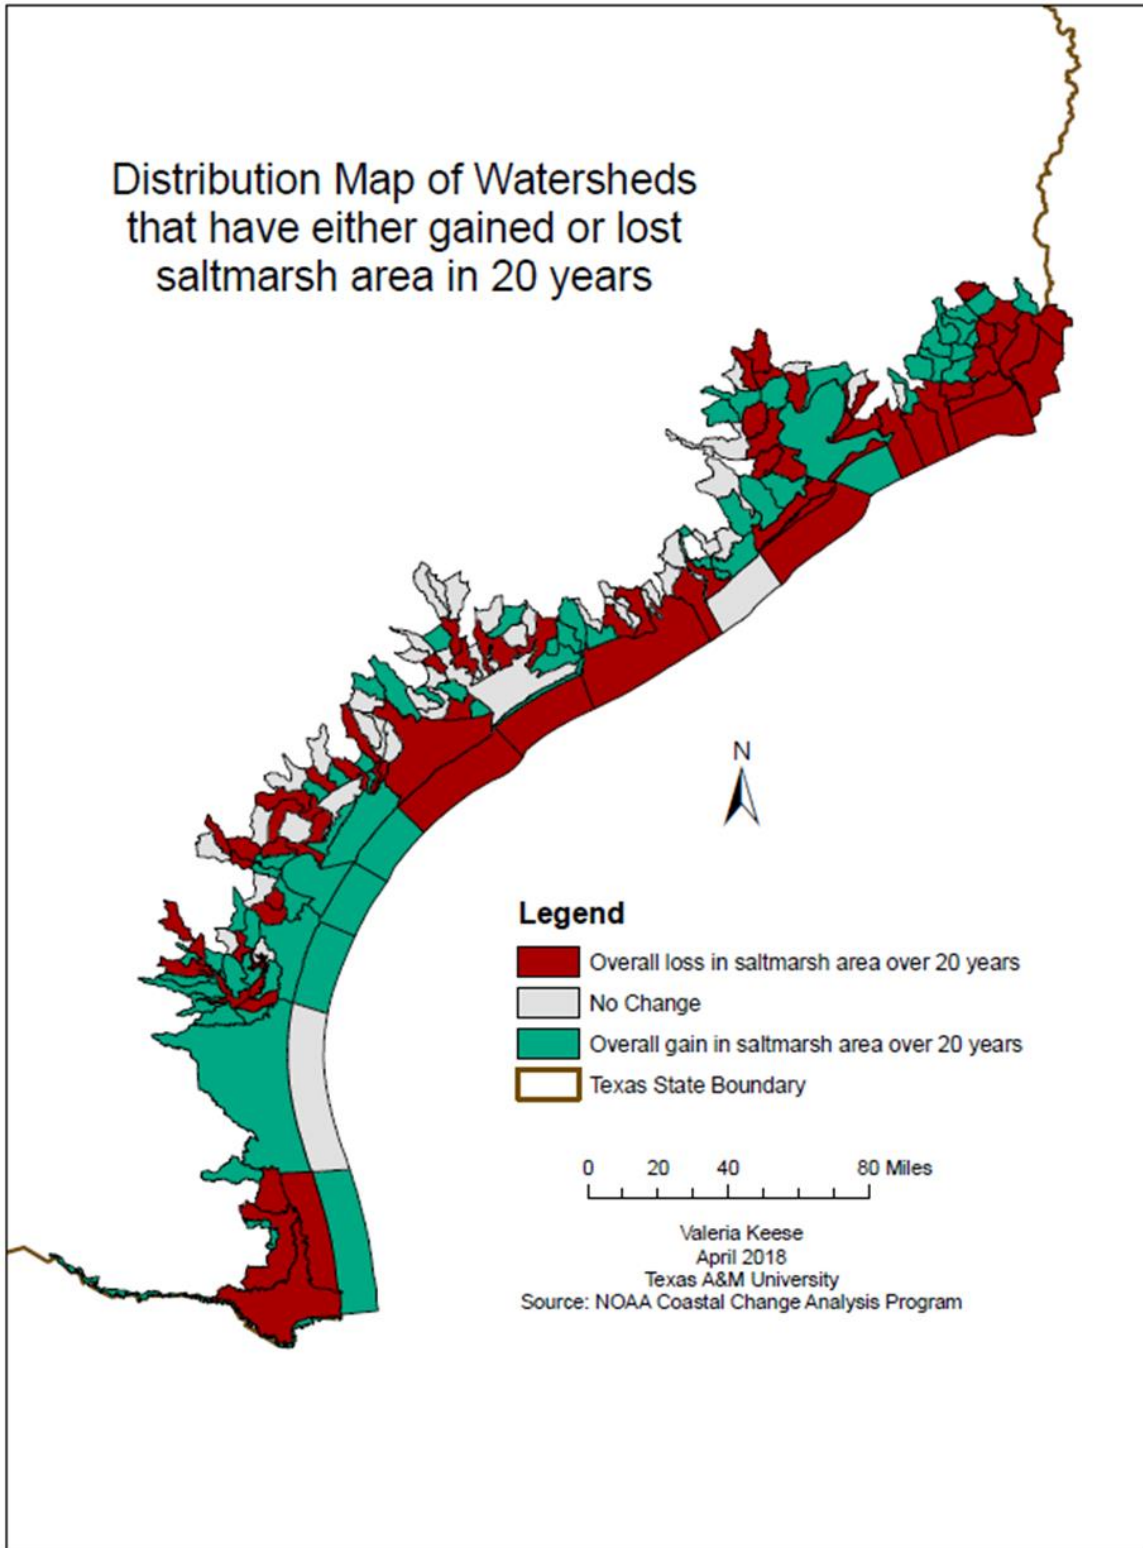 Distribution Map of Watersheds
that have either gained or lost
saltmarsh area in 20 years
N
Legend
Overall loss in saltmarsh area over 20 years
No Change
Overall gain in saltmarsh area over 20 years
Texas State Boundary
0 20 40 80 Miles
Valeria Keese
April 2018
Texas A&M University
Source: NOAA Coastal Change Analysis Program